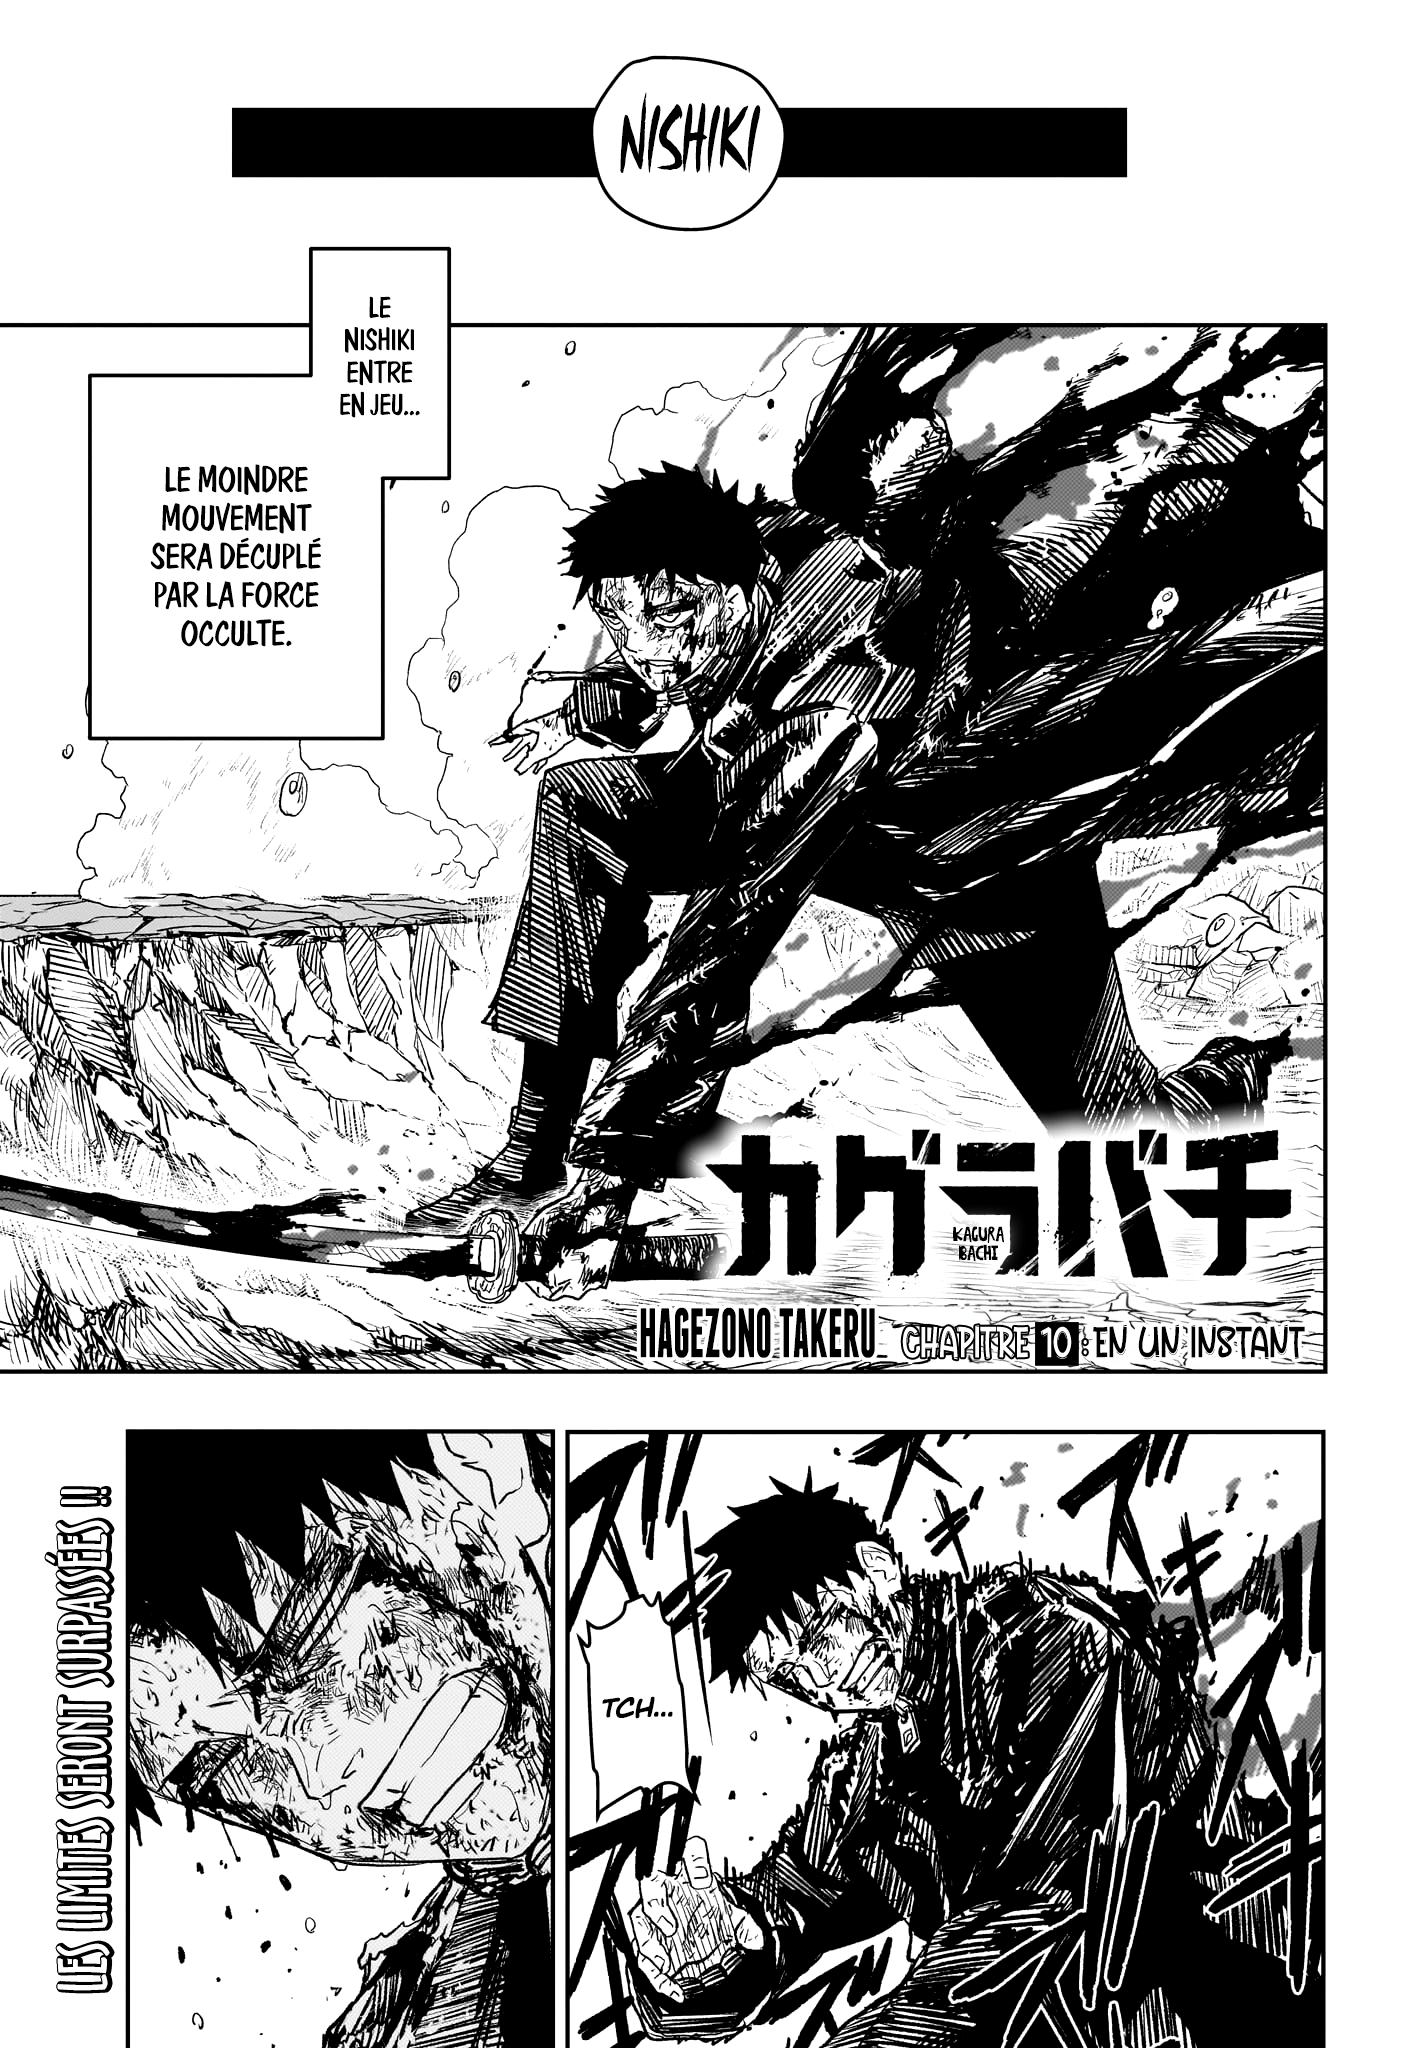 NISHIKI
LE
NISHIKI
ENTRE
EN JEU...
LE MOINDRE
MOUVEMENT
SERA DÉCUPLÉ
PAR LA FORCE
OCCULTE.
カグラバチ
KAGURA
BACHI
HAGEZONO TAKERU_ CHAPITRE 10 : EN UN INSTANT
TCH...
LES LIMITES SERONT SURPASSÉES !!